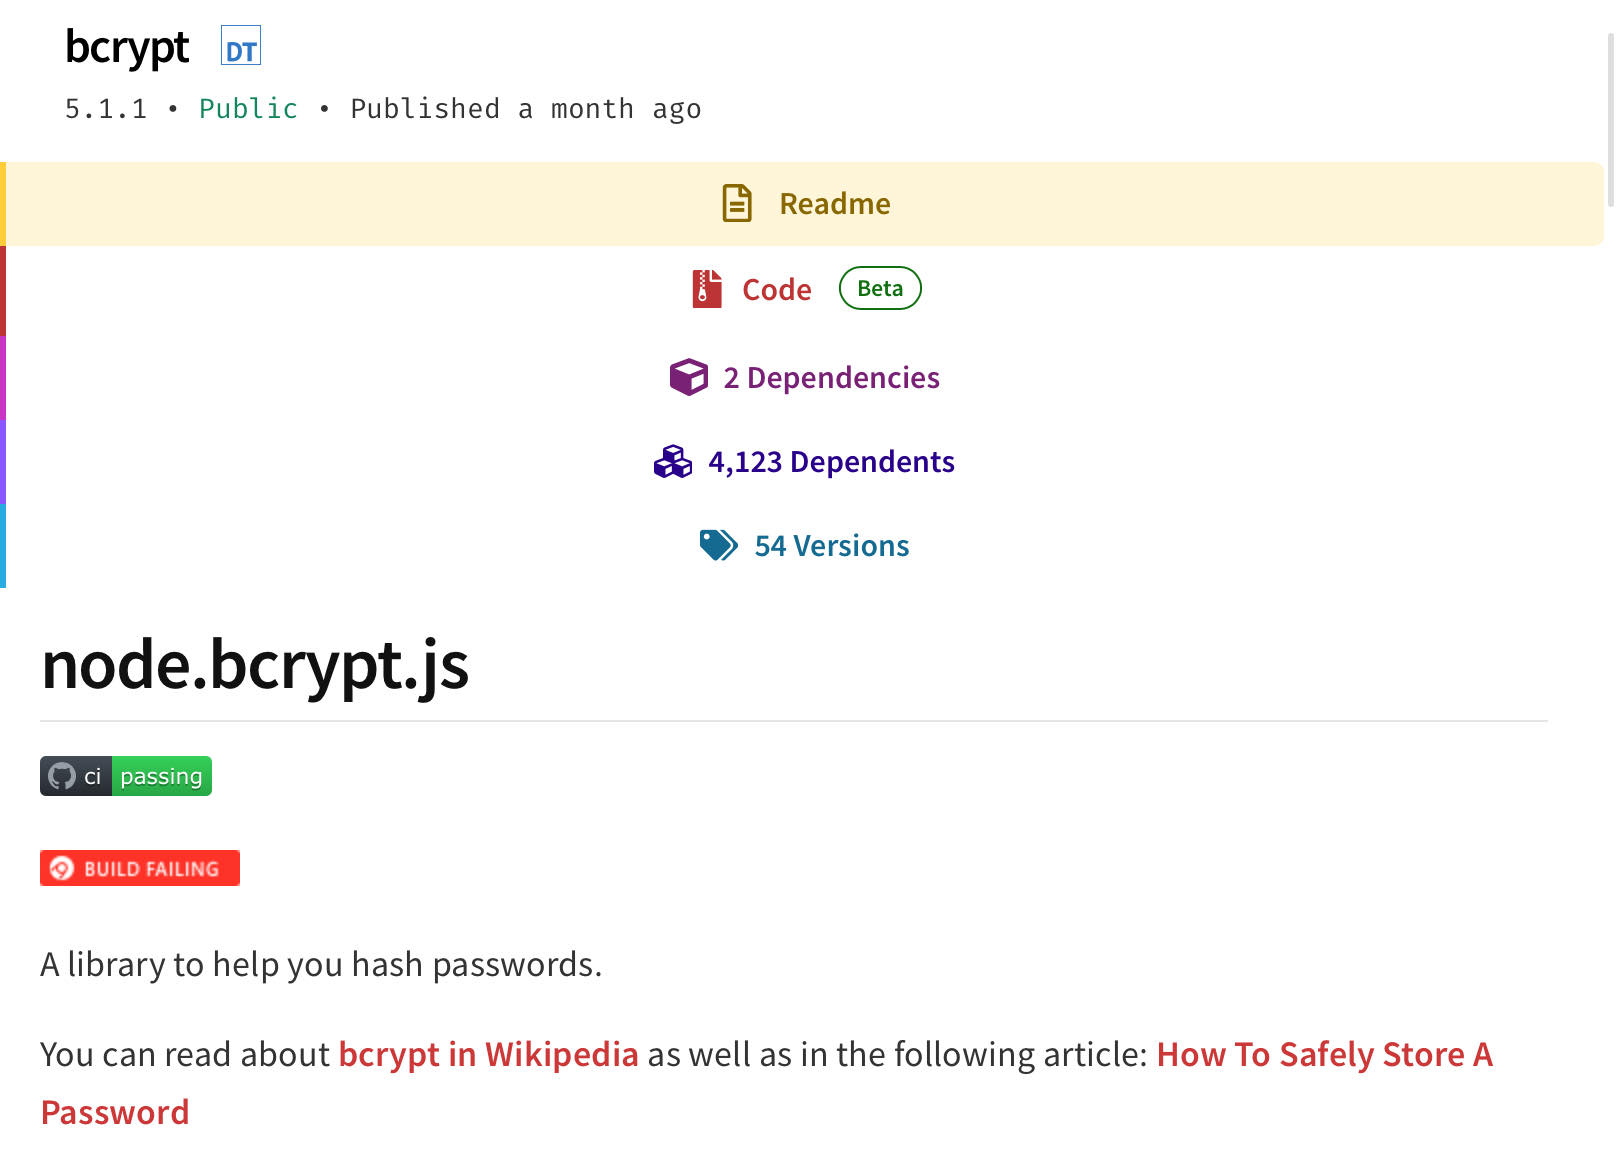 bcrypt DT
5.1.1 • Public • Published a month ago
Readme
Code Beta
2 Dependencies
4,123 Dependents
54 Versions
node.bcrypt.js
ci passing
BUILD FAILING
A library to help you hash passwords.
You can read about bcrypt in Wikipedia as well as in the following article: How To Safely Store A
Password